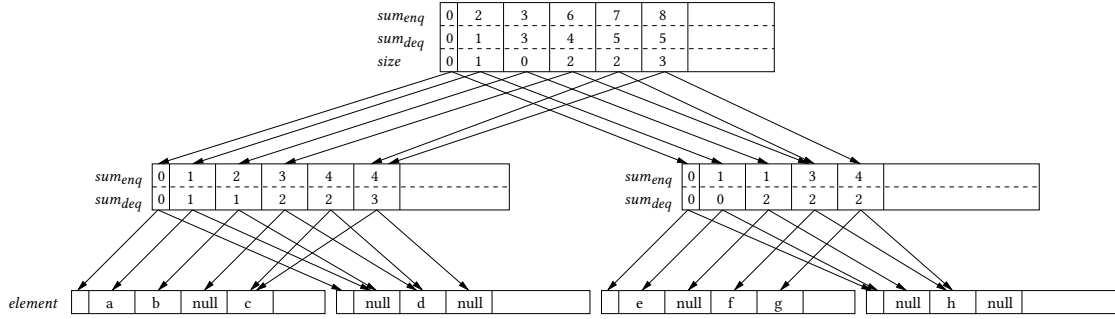 sum_enq 0 2 3 6 7 8
sum_deq 0 1 3 4 5 5
size 0 1 0 2 2 3
sum_enq 0 1 2 3 4 4 sum_enq 0 1 1 3 4
sum_deq 0 1 1 2 2 3 sum_deq 0 0 2 2 2
element a b null c null d null e null f g null h null